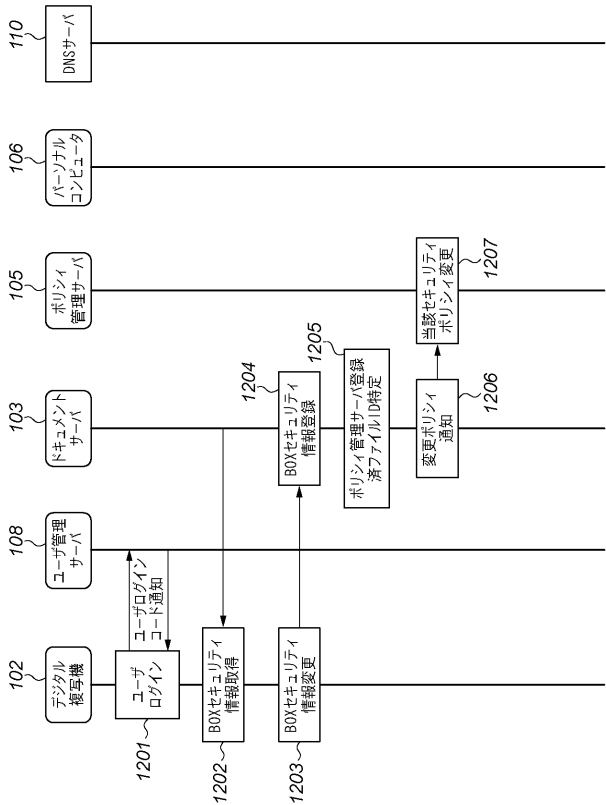 102
デジタル
複写機
108
ユーザ管理
サーバ
103
ドキュメント
サーバ
105
ポリシィ
管理サーバ
106
パーソナル
コンピュータ
110
DNSサーバ
1201
ユーザ
ログイン
ユーザログイン
コード通知
1202
BOXセキュリティ
情報取得
1203
BOXセキュリティ
情報変更
1204
BOXセキュリティ
情報登録
1205
ポリシィ管理サーバ登録
済ファイルID特定
1206
変更ポリシィ
通知
1207
当該セキュリティ
ポリシィ変更